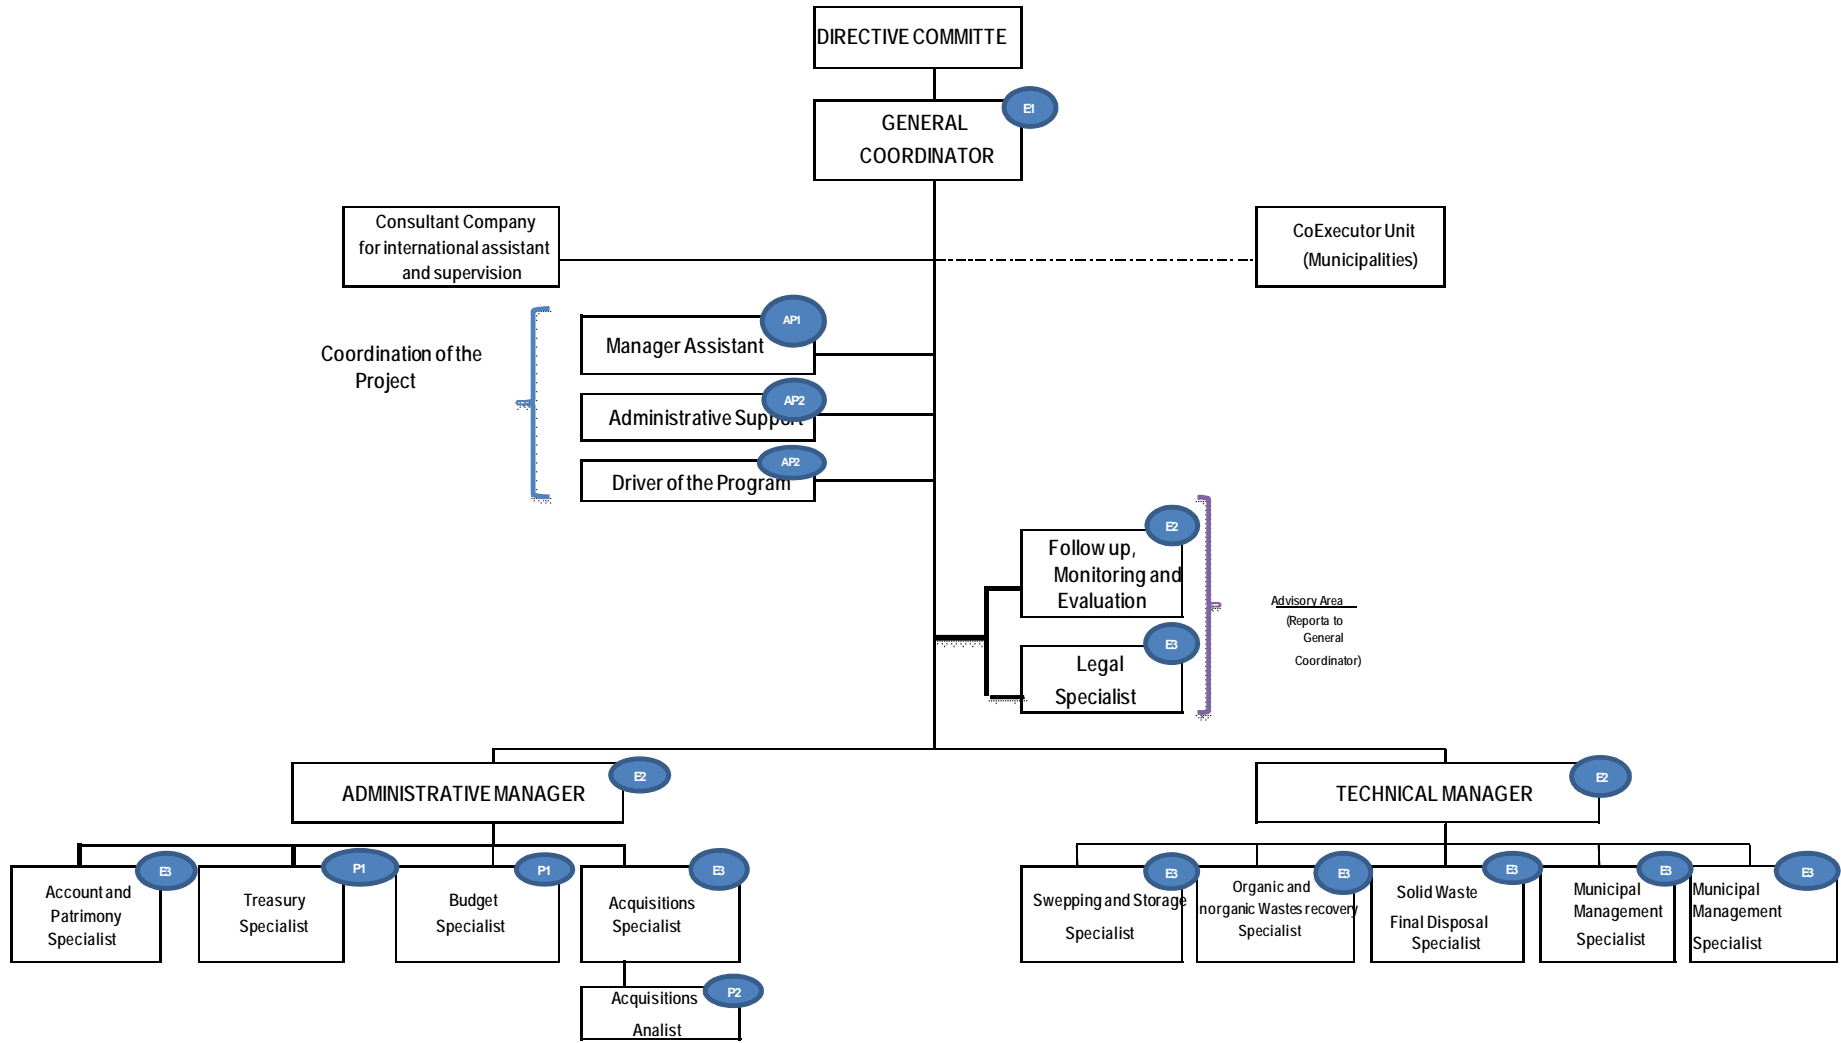 DIRECTIVE COMMITTE
E1
GENERAL
COORDINATOR
Consultant Company
for international assistant
and supervision
CoExecutor Unit
(Municipalities)
Coordination of the
Project
AP1
Manager Assistant
AP2
Administrative Support
AP2
Driver of the Program
E2
Follow up,
Monitoring and
Evaluation
E3
Legal
Specialist
Advisory Area
(Reporta to
General
Coordinator)
E2
ADMINISTRATIVE MANAGER
E2
TECHNICAL MANAGER
E3
Account and
Patrimony
Specialist
P1
Treasury
Specialist
P1
Budget
Specialist
E3
Acquisitions
Specialist
P2
Acquisitions
Analist
E3
Swepping and Storage
Specialist
E3
Organic and
norganic Wastes recovery
Specialist
E3
Solid Waste
Final Disposal
Specialist
E3
Municipal
Management
Specialist
E3
Municipal
Management
Specialist